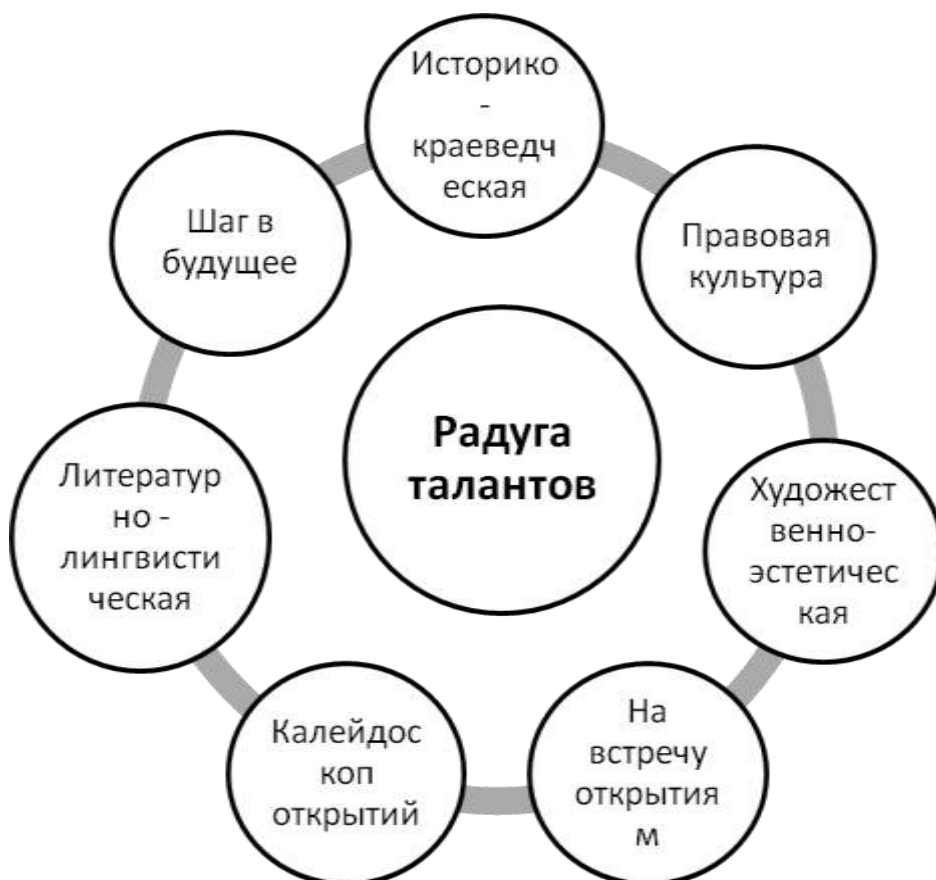 Историко
-
краеведч
еская
Правовая
культура
Художест
венно-
эстетичес
кая
На
встречу
открытия
м
Калейдос
коп
открытий
Литератур
но -
лингвисти
ческая
Шаг в
будущее
Радуга
талантов